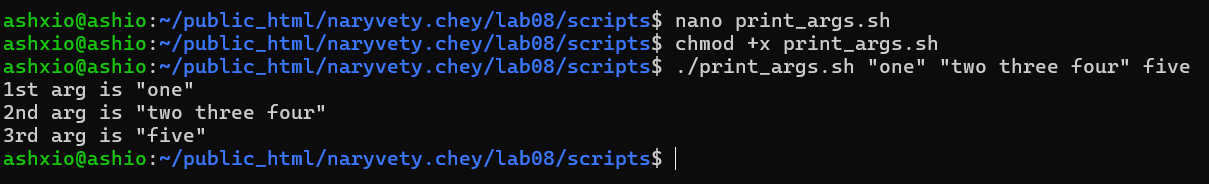 ashxio@ashio:~/public_html/naryvety.chey/lab08/scripts$ nano print_args.sh
ashxio@ashio:~/public_html/naryvety.chey/lab08/scripts$ chmod +x print_args.sh
ashxio@ashio:~/public_html/naryvety.chey/lab08/scripts$ ./print_args.sh "one" "two three four" five
1st arg is "one"
2nd arg is "two three four"
3rd arg is "five"
ashxio@ashio:~/public_html/naryvety.chey/lab08/scripts$